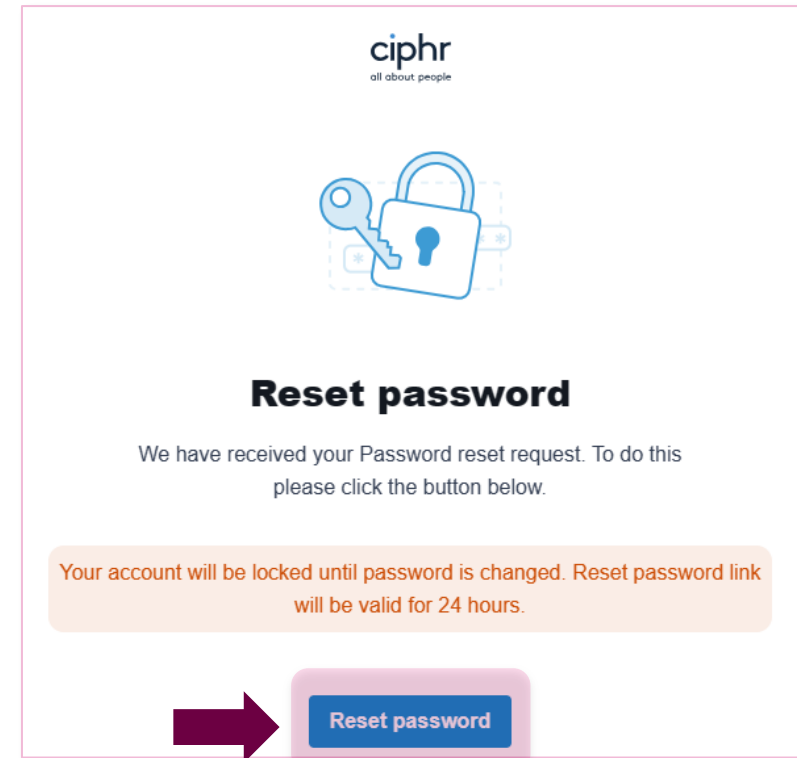 ciphr
all about people
* * *
Reset password
We have received your Password reset request. To do this
please click the button below.
Your account will be locked until password is changed. Reset password link
will be valid for 24 hours.
Reset password